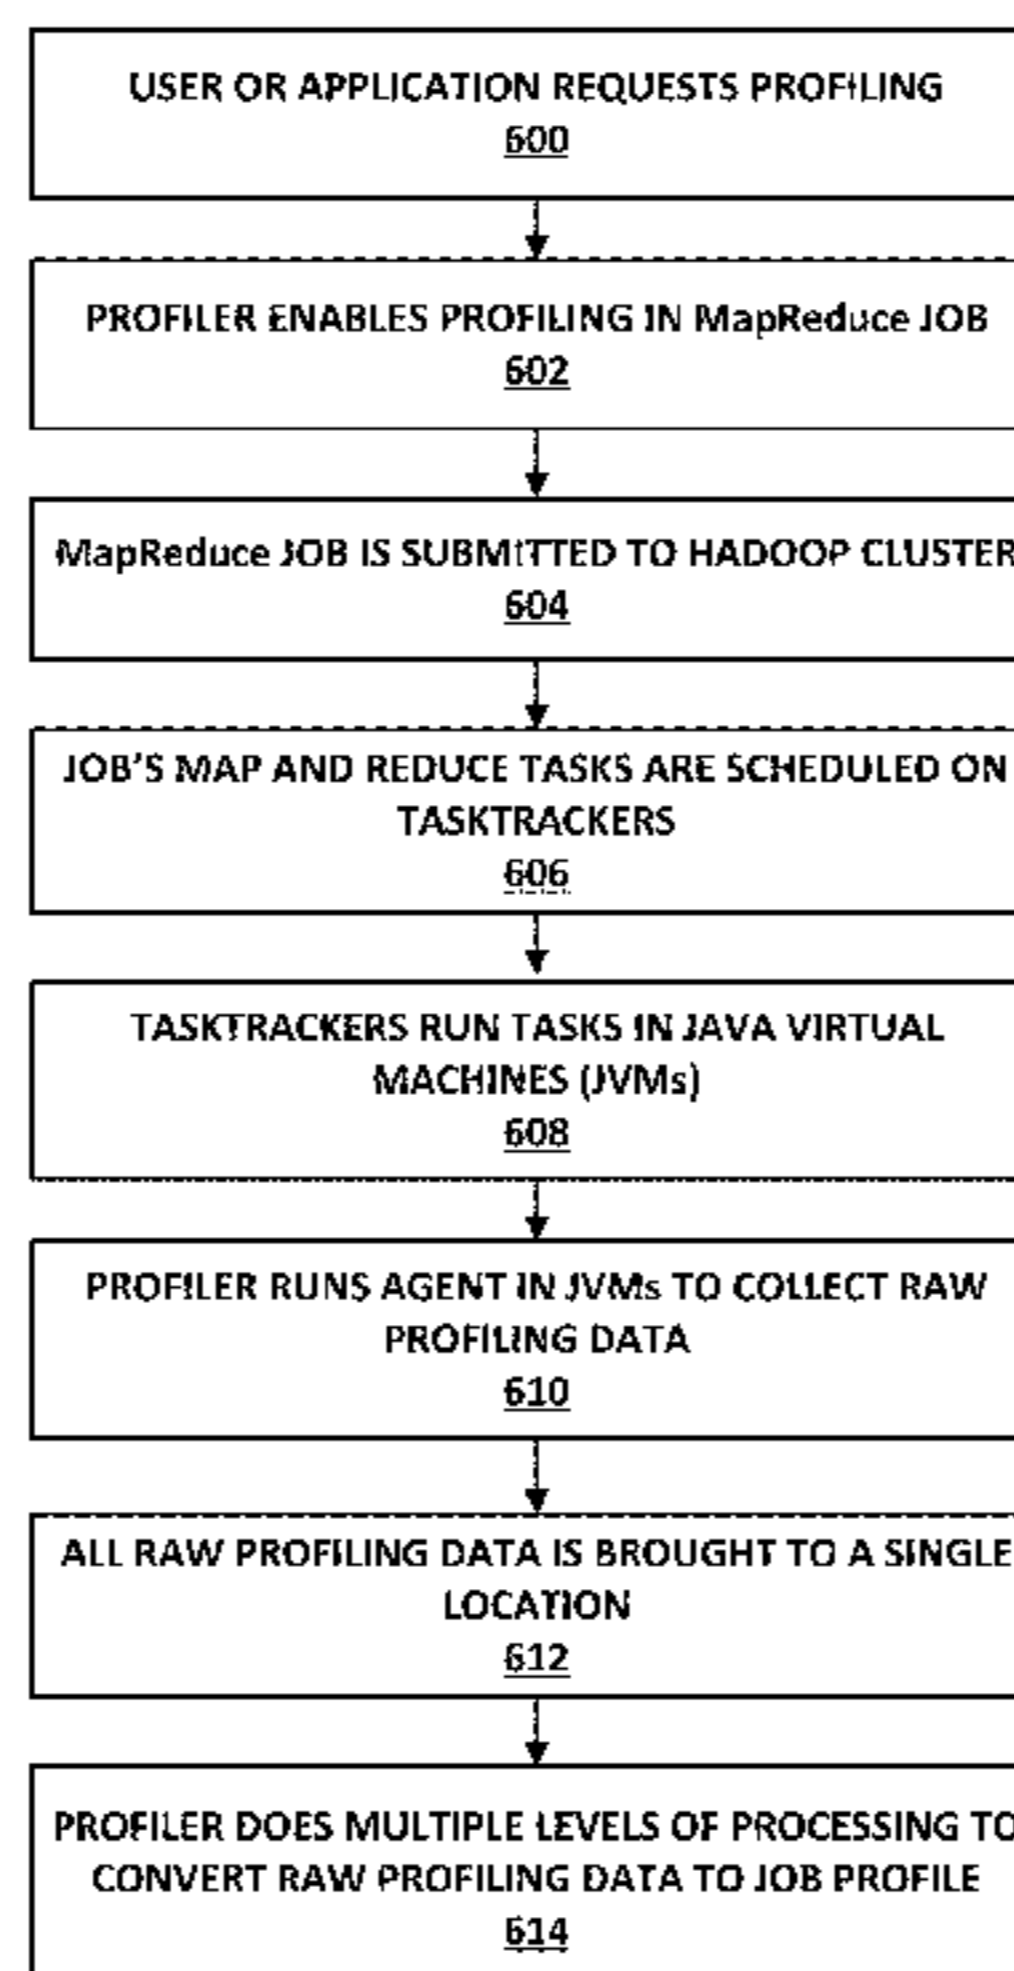 USER OR APPLICATION REQUESTS PROFILING
600
PROFILER ENABLES PROFILING IN MapReduce JOB
602
MapReduce JOB IS SUBMITTED TO HADOOP CLUSTER
604
JOB'S MAP AND REDUCE TASKS ARE SCHEDULED ON
TASKTRACKERS
606
TASKTRACKERS RUN TASKS IN JAVA VIRTUAL
MACHINES (JVMs)
608
PROFILER RUNS AGENT IN JVMs TO COLLECT RAW
PROFILING DATA
610
ALL RAW PROFILING DATA IS BROUGHT TO A SINGLE
LOCATION
612
PROFILER DOES MULTIPLE LEVELS OF PROCESSING TO
CONVERT RAW PROFILING DATA TO JOB PROFILE
614